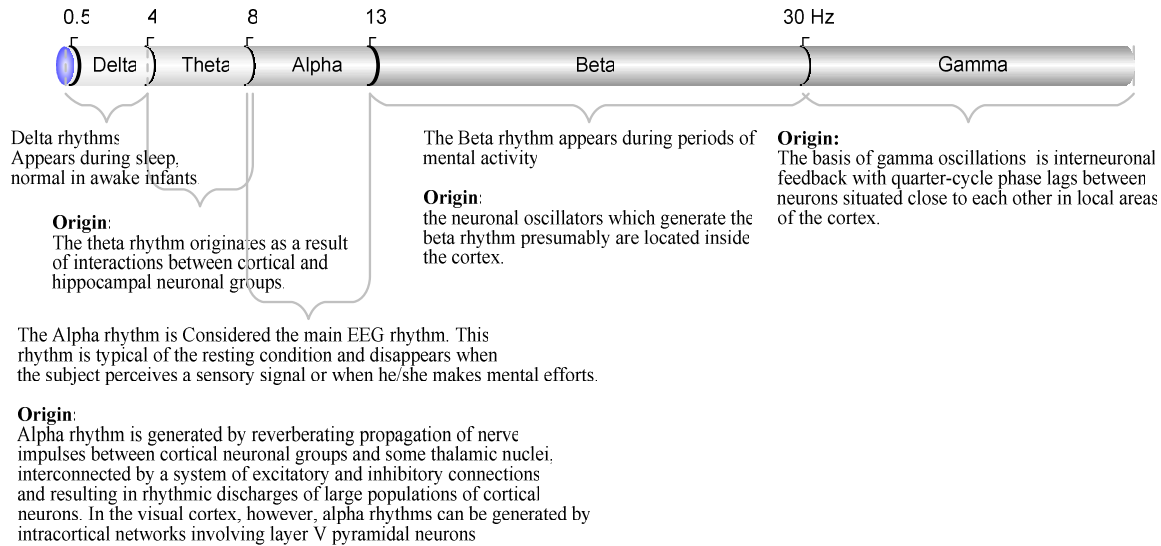 0.5 4 8 13 30 Hz
Delta Theta Alpha Beta Gamma
Delta rhythms
Appears during sleep,
normal in awake infants
Origin:
The theta rhythm originates as a result
of interactions between cortical and
hippocampal neuronal groups.
The Alpha rhythm is Considered the main EEG rhythm. This
rhythm is typical of the resting condition and disappears when
the subject perceives a sensory signal or when he/she makes mental efforts.
Origin:
Alpha rhythm is generated by reverberating propagation of nerve
impulses between cortical neuronal groups and some thalamic nuclei,
interconnected by a system of excitatory and inhibitory connections
and resulting in rhythmic discharges of large populations of cortical
neurons. In the visual cortex, however, alpha rhythms can be generated by
intracortical networks involving layer V pyramidal neurons
The Beta rhythm appears during periods of
mental activity
Origin:
the neuronal oscillators which generate the
beta rhythm presumably are located inside
the cortex.
Origin:
The basis of gamma oscillations is interneuronal
feedback with quarter-cycle phase lags between
neurons situated close to each other in local areas
of the cortex.